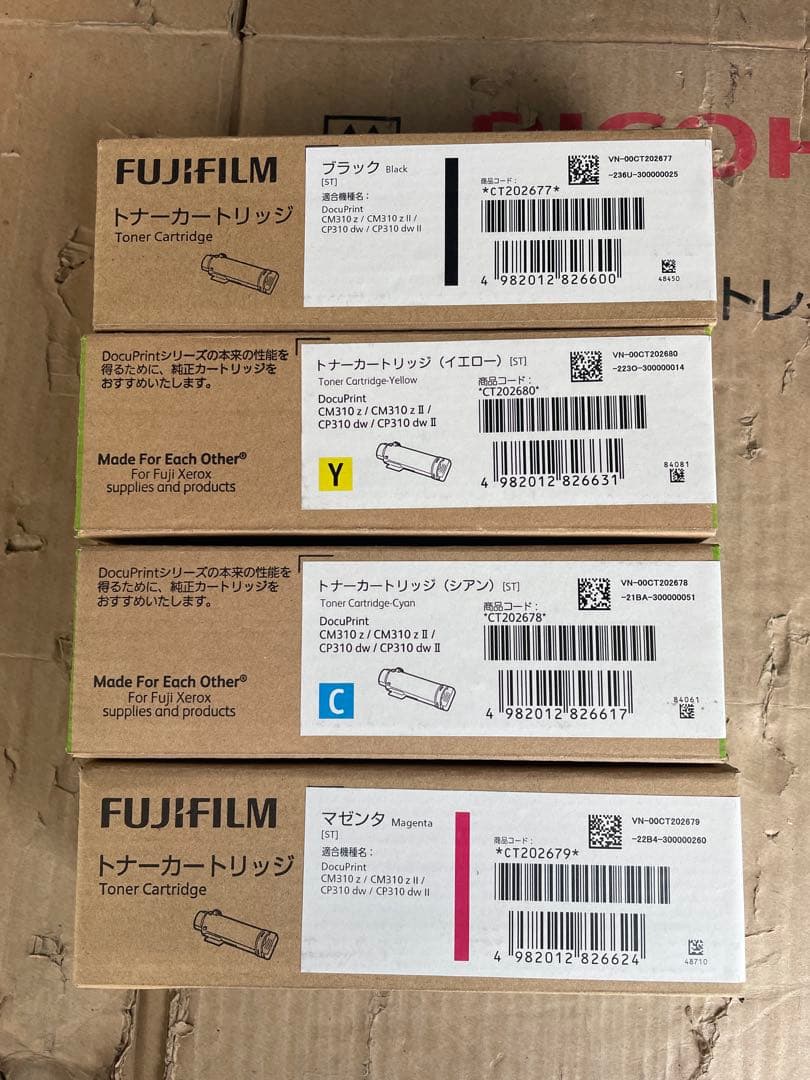 RICOH
トレ
FUJIFILM
トナーカートリッジ
Toner Cartridge
ブラック Black
[ST]
適合機種名：
DocuPrint
CM310 z / CM310 z II /
CP310 dw / CP310 dw II
商品コード：
*CT202677*
VN-00CT202677
-236U-300000025
4 982012 826600
48450
DocuPrintシリーズの本来の性能を
得るために、純正カートリッジを
おすすめいたします。
Made For Each Other®
For Fuji Xerox
supplies and products
トナーカートリッジ（イエロー）[ST]
Toner Cartridge-Yellow
DocuPrint
CM310 z / CM310 z II /
CP310 dw / CP310 dw II
Y
商品コード：
*CT202680*
VN-00CT202680
-223O-300000014
4 982012 826631
84081
DocuPrintシリーズの本来の性能を
得るために、純正カートリッジを
おすすめいたします。
Made For Each Other®
For Fuji Xerox
supplies and products
トナーカートリッジ（シアン）[ST]
Toner Cartridge-Cyan
DocuPrint
CM310 z / CM310 z II /
CP310 dw / CP310 dw II
C
商品コード：
*CT202678*
VN-00CT202678
-21BA-300000051
4 982012 826617
84061
FUJIFILM
トナーカートリッジ
Toner Cartridge
マゼンタ Magenta
[ST]
適合機種名：
DocuPrint
CM310 z / CM310 z II /
CP310 dw / CP310 dw II
商品コード：
*CT202679*
VN-00CT202679
-22B4-300000260
4 982012 826624
48710